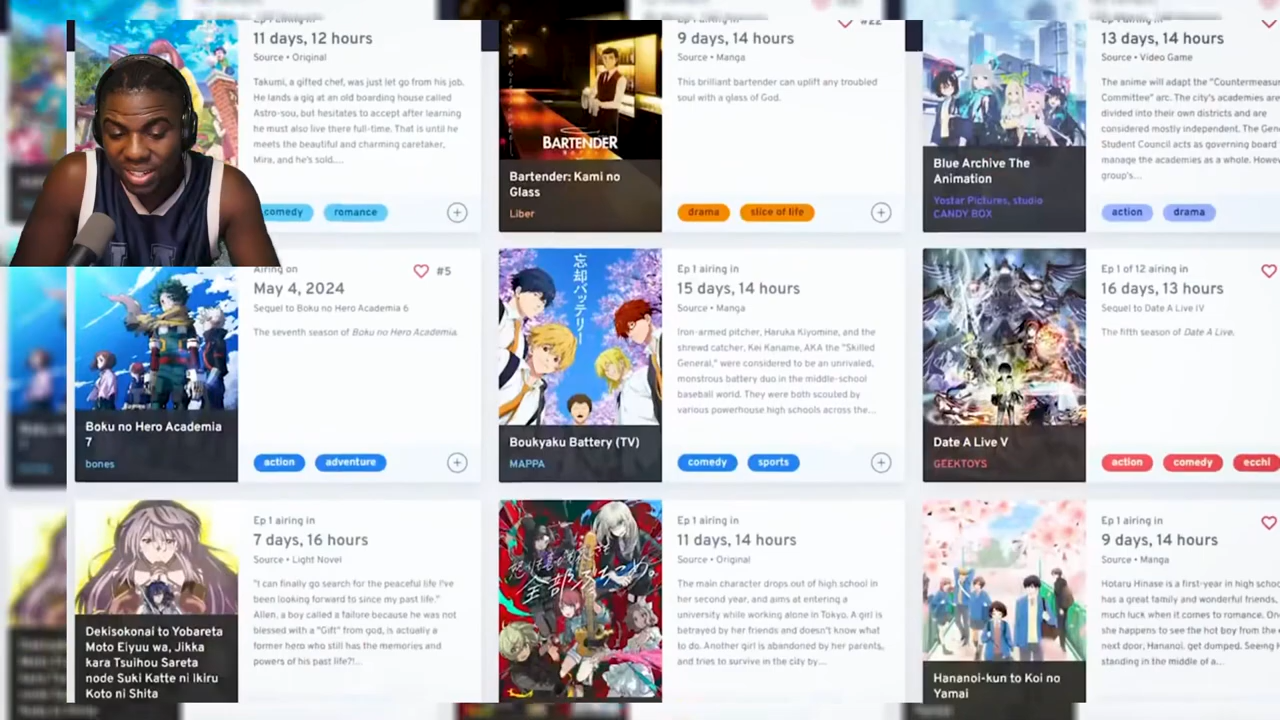 11 days, 12 hours
Source • Original
Takumi, a gifted chef, was just let go from his job.
He lands a gig at an old boarding house called
Astro-sou, but hesitates to accept after learning
he must also live there full-time. That is until he
meets the beautiful and charming caretaker,
Mira, and he's sold....
comedy
romance
#22
9 days, 14 hours
Source • Manga
This brilliant bartender can uplift any troubled
soul with a glass of God.
BARTENDER
Bartender: Kami no
Glass
Liber
drama
slice of life
13 days, 14 hours
Source • Video Game
The anime will adapt the "Countermeasur
Committee" arc. The city's academies are
divided into their own districts and are
considered mostly independent. The Gen
Student Council acts as governing board
manage the academies as a whole. Howe
group's...
Blue Archive The
Animation
Yostar Pictures, studio
CANDY BOX
action
drama
Airing on
#5
May 4, 2024
Sequel to Boku no Hero Academia 6
The seventh season of Boku no Hero Academia.
Boku no Hero Academia
7
bones
action
adventure
忘却バッテリー
Ep 1 airing in
15 days, 14 hours
Source • Manga
Iron-armed pitcher, Haruka Kiyomine, and the
shrewd catcher, Kei Kaname, AKA the "Skilled
General," were considered to be an unrivaled,
monstrous battery duo in the middle-school
baseball world. They were both scouted by
various powerhouse high schools across the...
Boukyaku Battery (TV)
MAPPA
comedy
sports
Ep 1 of 12 airing in
16 days, 13 hours
Sequel to Date A Live IV
The fifth season of Date A Live.
Date A Live V
GEEKTOYS
action
comedy
ecchi
Ep 1 airing in
7 days, 16 hours
Source • Light Novel
"I can finally go search for the peaceful life I've
been looking forward to since my past life."
Allen, a boy called a failure because he was not
blessed with a "Gift" from god, is actually a
former hero who still has the memories and
powers of his past life?!...
Dekisokonai to Yobareta
Moto Eiyuu wa, Jikka
kara Tsuihou Sareta
node Suki Katte ni Ikiru
Koto ni Shita
Ep 1 airing in
11 days, 14 hours
Source • Original
The main character drops out of high school in
her second year, and aims at entering a
university while working alone in Tokyo. A girl is
betrayed by her friends and doesn't know what
to do. Another girl is abandoned by her parents,
and tries to survive in the city by...
Ep 1 airing in
9 days, 14 hours
Source • Manga
Hotaru Hinase is a first-year in high school
has a great family and wonderful friends,
much luck when it comes to romance. On
she happens to see the hot boy from the c
next door, Hananoi, get dumped. Seeing h
standing in the middle of a...
Hananoi-kun to Koi no
Yamai